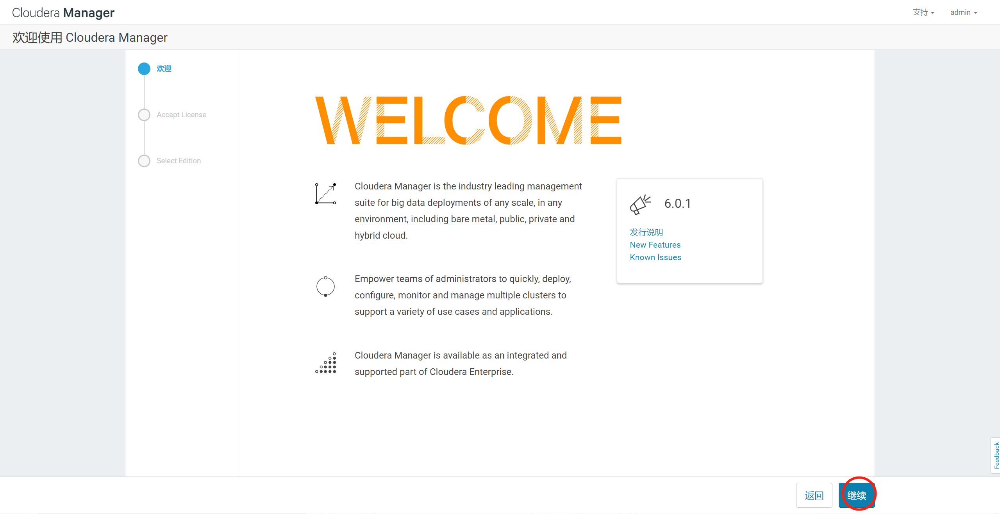 Cloudera Manager
支持
admin
欢迎使用 Cloudera Manager
欢迎
Accept License
Select Edition
WELCOME
Cloudera Manager is the industry leading management
suite for big data deployments of any scale, in any
environment, including bare metal, public, private and
hybrid cloud.
6.0.1
发行说明
New Features
Known Issues
Empower teams of administrators to quickly, deploy,
configure, monitor and manage multiple clusters to
support a variety of use cases and applications.
Cloudera Manager is available as an integrated and
supported part of Cloudera Enterprise.
Feedback
返回
继续